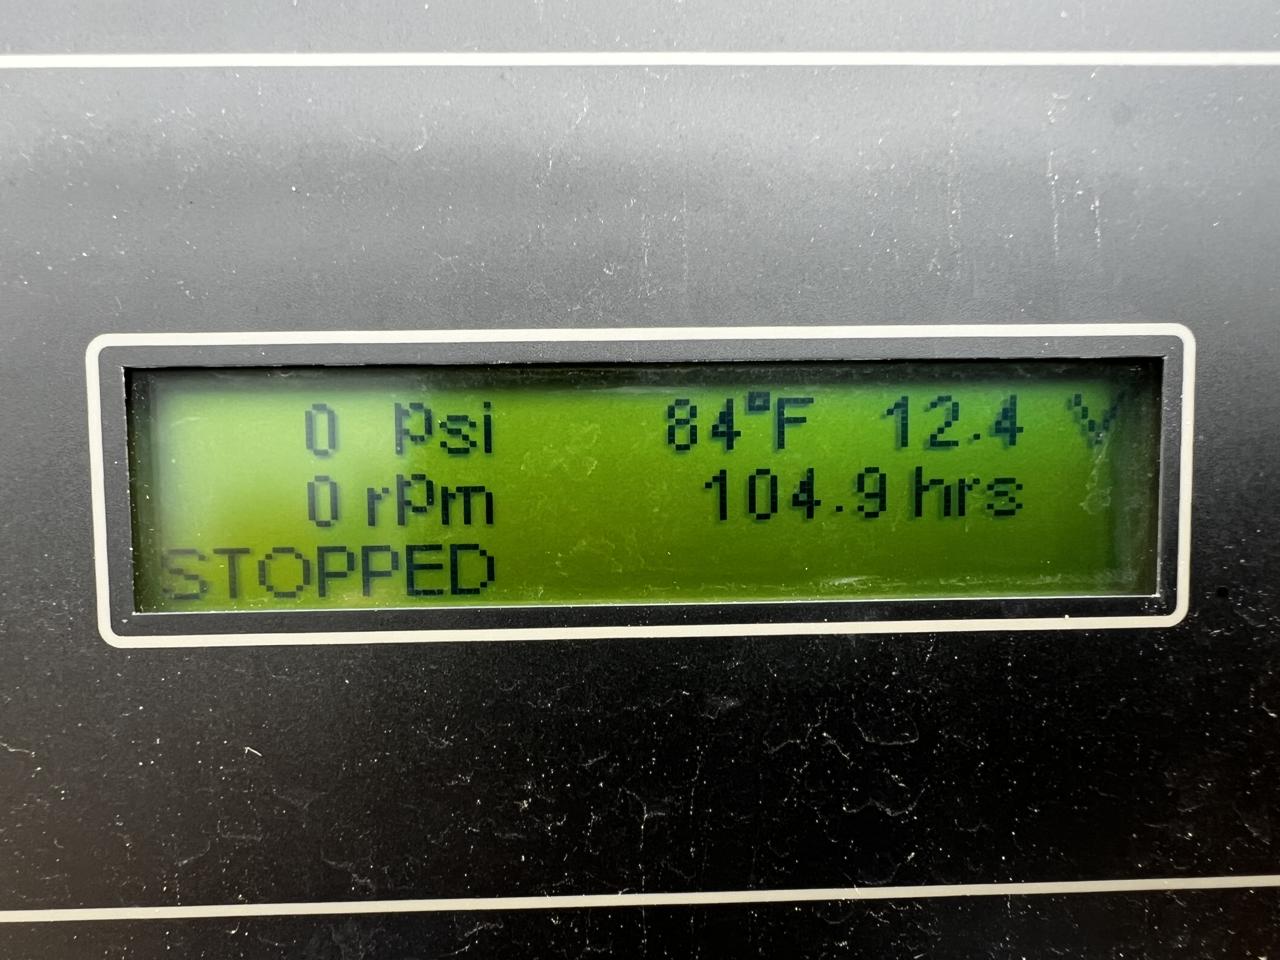 0 Psi 84°F 12.4 V
0 rPm 104.9 hrs
STOPPED